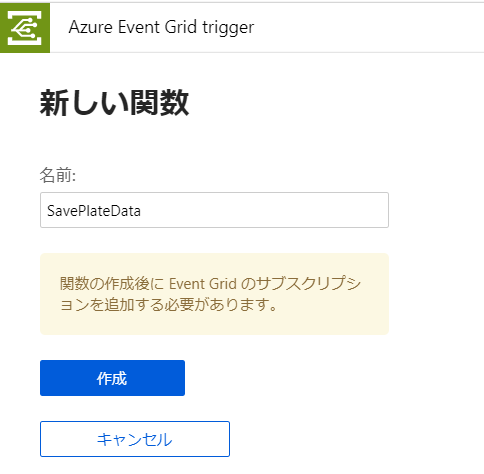 Azure Event Grid trigger
新しい関数
名前:
SavePlateData
関数の作成後に Event Grid のサブスクリプシ
ョンを追加する必要があります。
作成
キャンセル